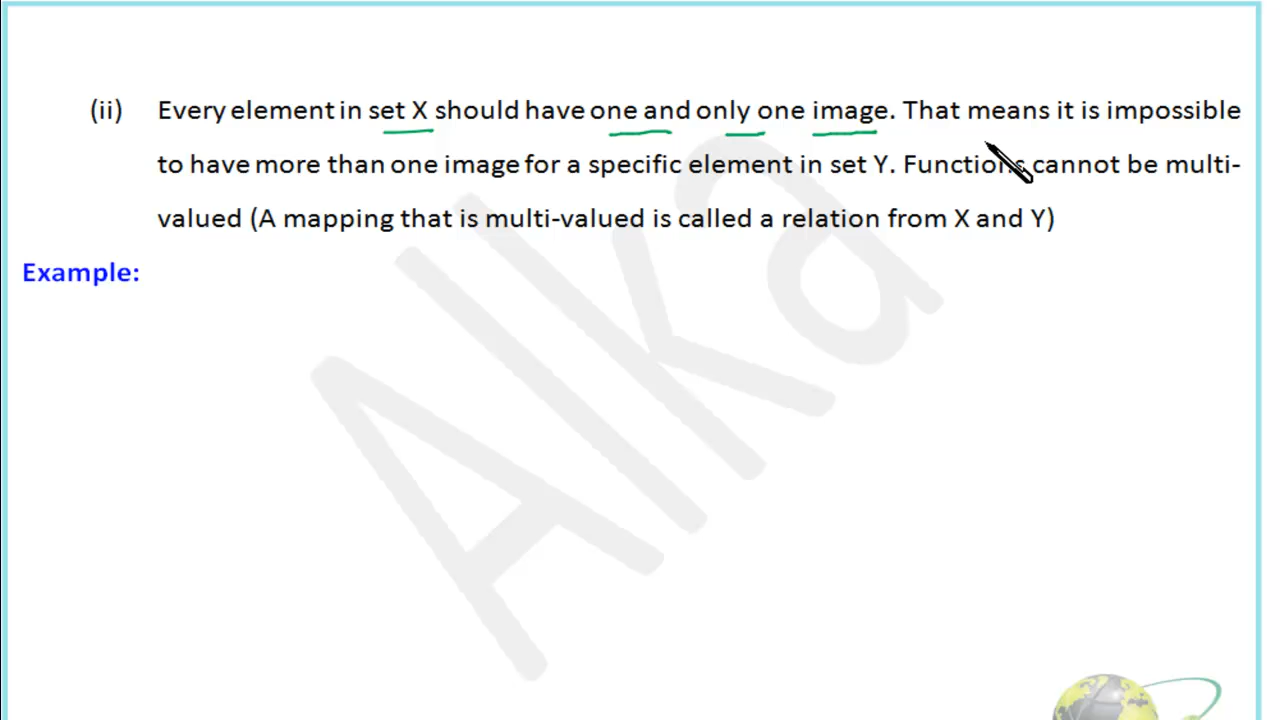 (ii) Every element in set X should have one and only one image. That means it is impossible
to have more than one image for a specific element in set Y. Functions cannot be multi-
valued (A mapping that is multi-valued is called a relation from X and Y)
Example:
Alka